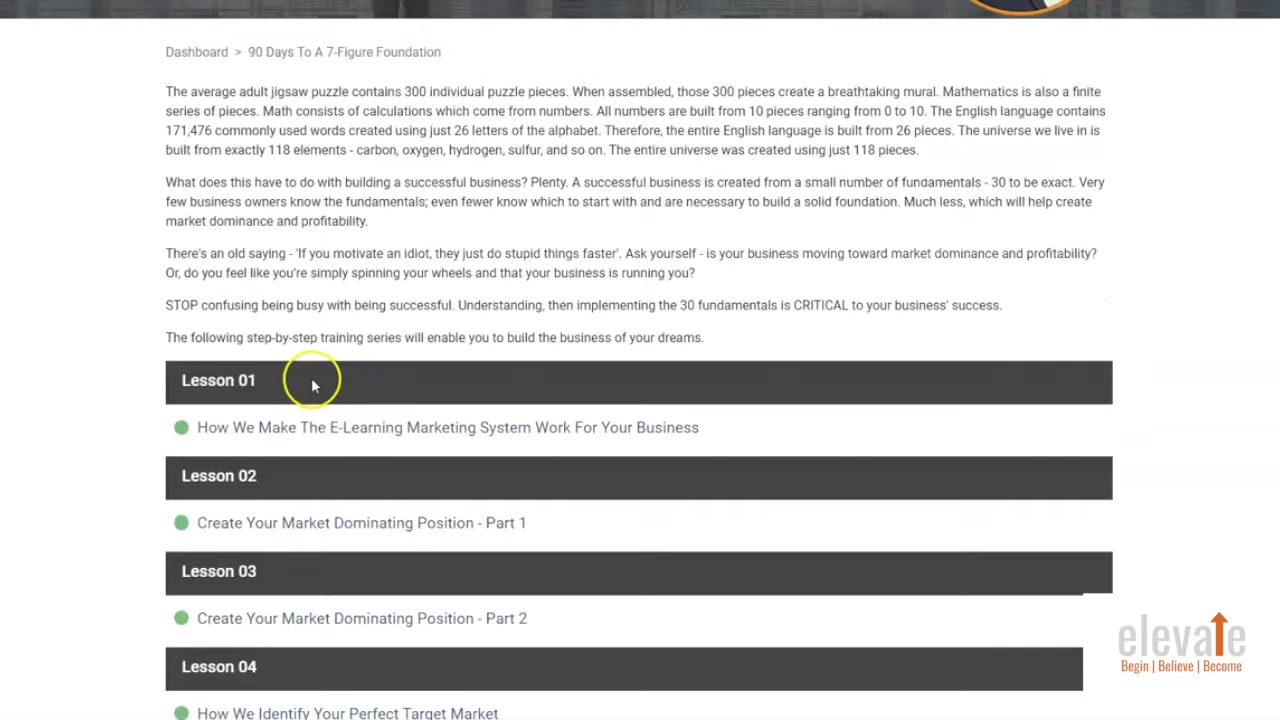 Dashboard > 90 Days To A 7-Figure Foundation
The average adult jigsaw puzzle contains 300 individual puzzle pieces. When assembled, those 300 pieces create a breathtaking mural. Mathematics is also a finite
series of pieces. Math consists of calculations which come from numbers. All numbers are built from 10 pieces ranging from 0 to 10. The English language contains
171,476 commonly used words created using just 26 letters of the alphabet. Therefore, the entire English language is built from 26 pieces. The universe we live in is
built from exactly 118 elements - carbon, oxygen, hydrogen, sulfur, and so on. The entire universe was created using just 118 pieces.
What does this have to do with building a successful business? Plenty. A successful business is created from a small number of fundamentals - 30 to be exact. Very
few business owners know the fundamentals; even fewer know which to start with and are necessary to build a solid foundation. Much less, which will help create
market dominance and profitability.
There's an old saying - 'If you motivate an idiot, they just do stupid things faster'. Ask yourself - is your business moving toward market dominance and profitability?
Or, do you feel like you're simply spinning your wheels and that your business is running you?
STOP confusing being busy with being successful. Understanding, then implementing the 30 fundamentals is CRITICAL to your business' success.
The following step-by-step training series will enable you to build the business of your dreams.
Lesson 01
How We Make The E-Learning Marketing System Work For Your Business
Lesson 02
Create Your Market Dominating Position - Part 1
Lesson 03
Create Your Market Dominating Position - Part 2
Lesson 04
How We Identify Your Perfect Target Market
elevate
Begin | Believe | Become